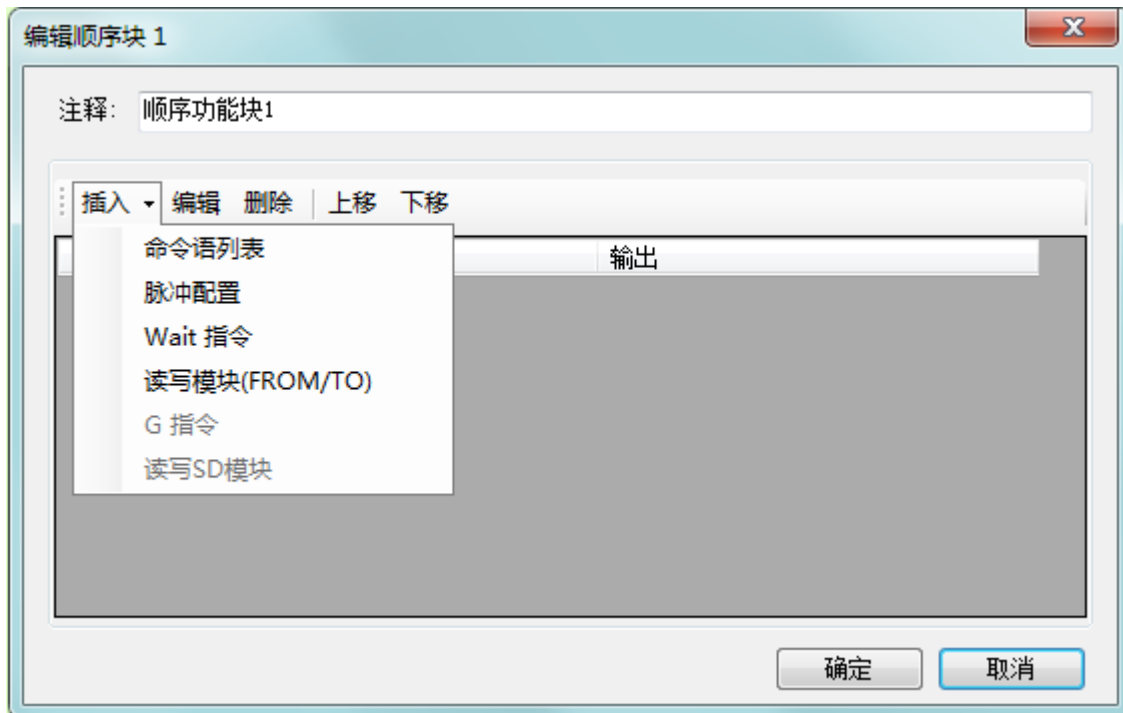 编辑顺序块 1
注释: 顺序功能块1
插入 编辑 删除 上移 下移
输出
命令语列表
脉冲配置
Wait 指令
读写模块(FROM/TO)
G 指令
读写SD模块
确定 取消